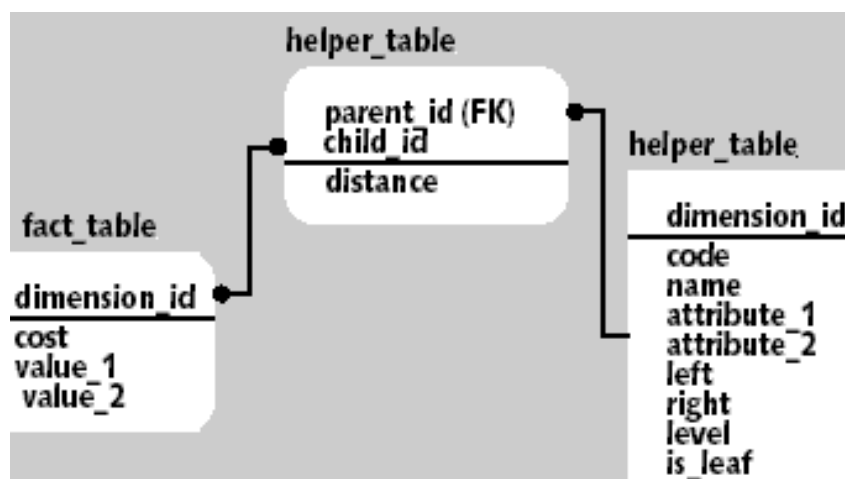 helper_table
parent_id (FK)
child_id
distance
helper_table
dimension_id
code
name
attribute_1
attribute_2
left
right
level
is_leaf
fact_table
dimension_id
cost
value_1
value_2